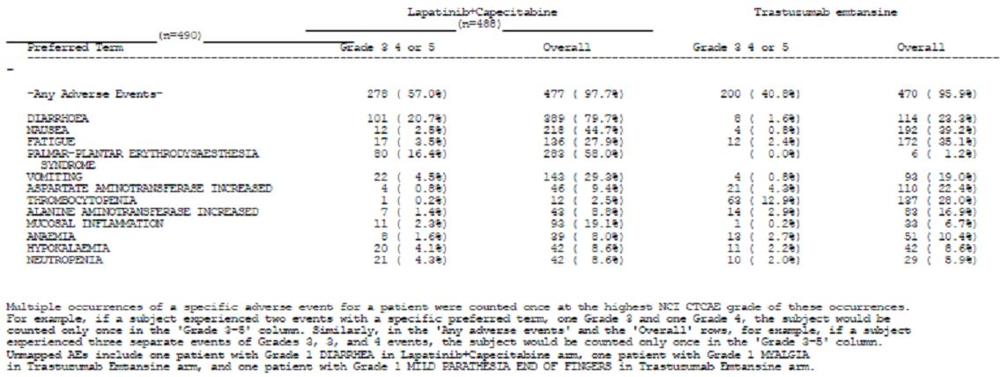 Lapatinib+Capecitabine Trastuzumab emtansine
(n=490) (n=488)
Preferred Term Grade 3 4 or 5 Overall Grade 3 4 or 5 Overall
-Any Adverse Events- 278 ( 57.0%) 477 ( 97.7%) 200 ( 40.8%) 470 ( 95.9%)
DIARRHOEA 101 ( 20.7%) 389 ( 79.7%) 8 ( 1.6%) 114 ( 23.3%)
NAUSEA 12 ( 2.5%) 218 ( 44.7%) 4 ( 0.8%) 192 ( 39.2%)
FATIGUE 17 ( 3.5%) 136 ( 27.9%) 12 ( 2.4%) 172 ( 35.1%)
PALMAR-PLANTAR ERYTHRODYSAESTHESIA 80 ( 16.4%) 283 ( 58.0%) ( 0.0%) 6 ( 1.2%)
SYNDROME
VOMITING 22 ( 4.5%) 143 ( 29.3%) 4 ( 0.8%) 93 ( 19.0%)
ASPARTATE AMINOTRANSFERASE INCREASED 4 ( 0.8%) 46 ( 9.4%) 21 ( 4.3%) 110 ( 22.4%)
THROMBOCYTOPENIA 1 ( 0.2%) 12 ( 2.5%) 63 ( 12.9%) 137 ( 28.0%)
ALANINE AMINOTRANSFERASE INCREASED 7 ( 1.4%) 43 ( 8.8%) 14 ( 2.9%) 83 ( 16.9%)
MUCOSAL INFLAMMATION 11 ( 2.3%) 93 ( 19.1%) 1 ( 0.2%) 33 ( 6.7%)
ANAEMIA 8 ( 1.6%) 39 ( 8.0%) 13 ( 2.7%) 51 ( 10.4%)
HYPOKALAEMIA 20 ( 4.1%) 42 ( 8.6%) 11 ( 2.2%) 42 ( 8.6%)
NEUTROPENIA 21 ( 4.3%) 42 ( 8.6%) 10 ( 2.0%) 29 ( 5.9%)
Multiple occurrences of a specific adverse event for a patient were counted once at the highest NCI CTCAE grade of these occurrences.
For example, if a subject experienced two events with a specific preferred term, one Grade 3 and one Grade 4, the subject would be
counted only once in the 'Grade 3-5' column. Similarly, in the 'Any adverse events' and the 'Overall' rows, for example, if a subject
experienced three separate events of Grades 3, 3, and 4 events, the subject would be counted only once in the 'Grade 3-5' column.
Unmapped AEs include one patient with Grade 1 DIARRHEA in Lapatinib+Capecitabine arm, one patient with Grade 1 MYALGIA
in Trastuzumab Emtansine arm, and one patient with Grade 1 MILD PARATHESIA END OF FINGERS in Trastuzumab Emtansine arm.